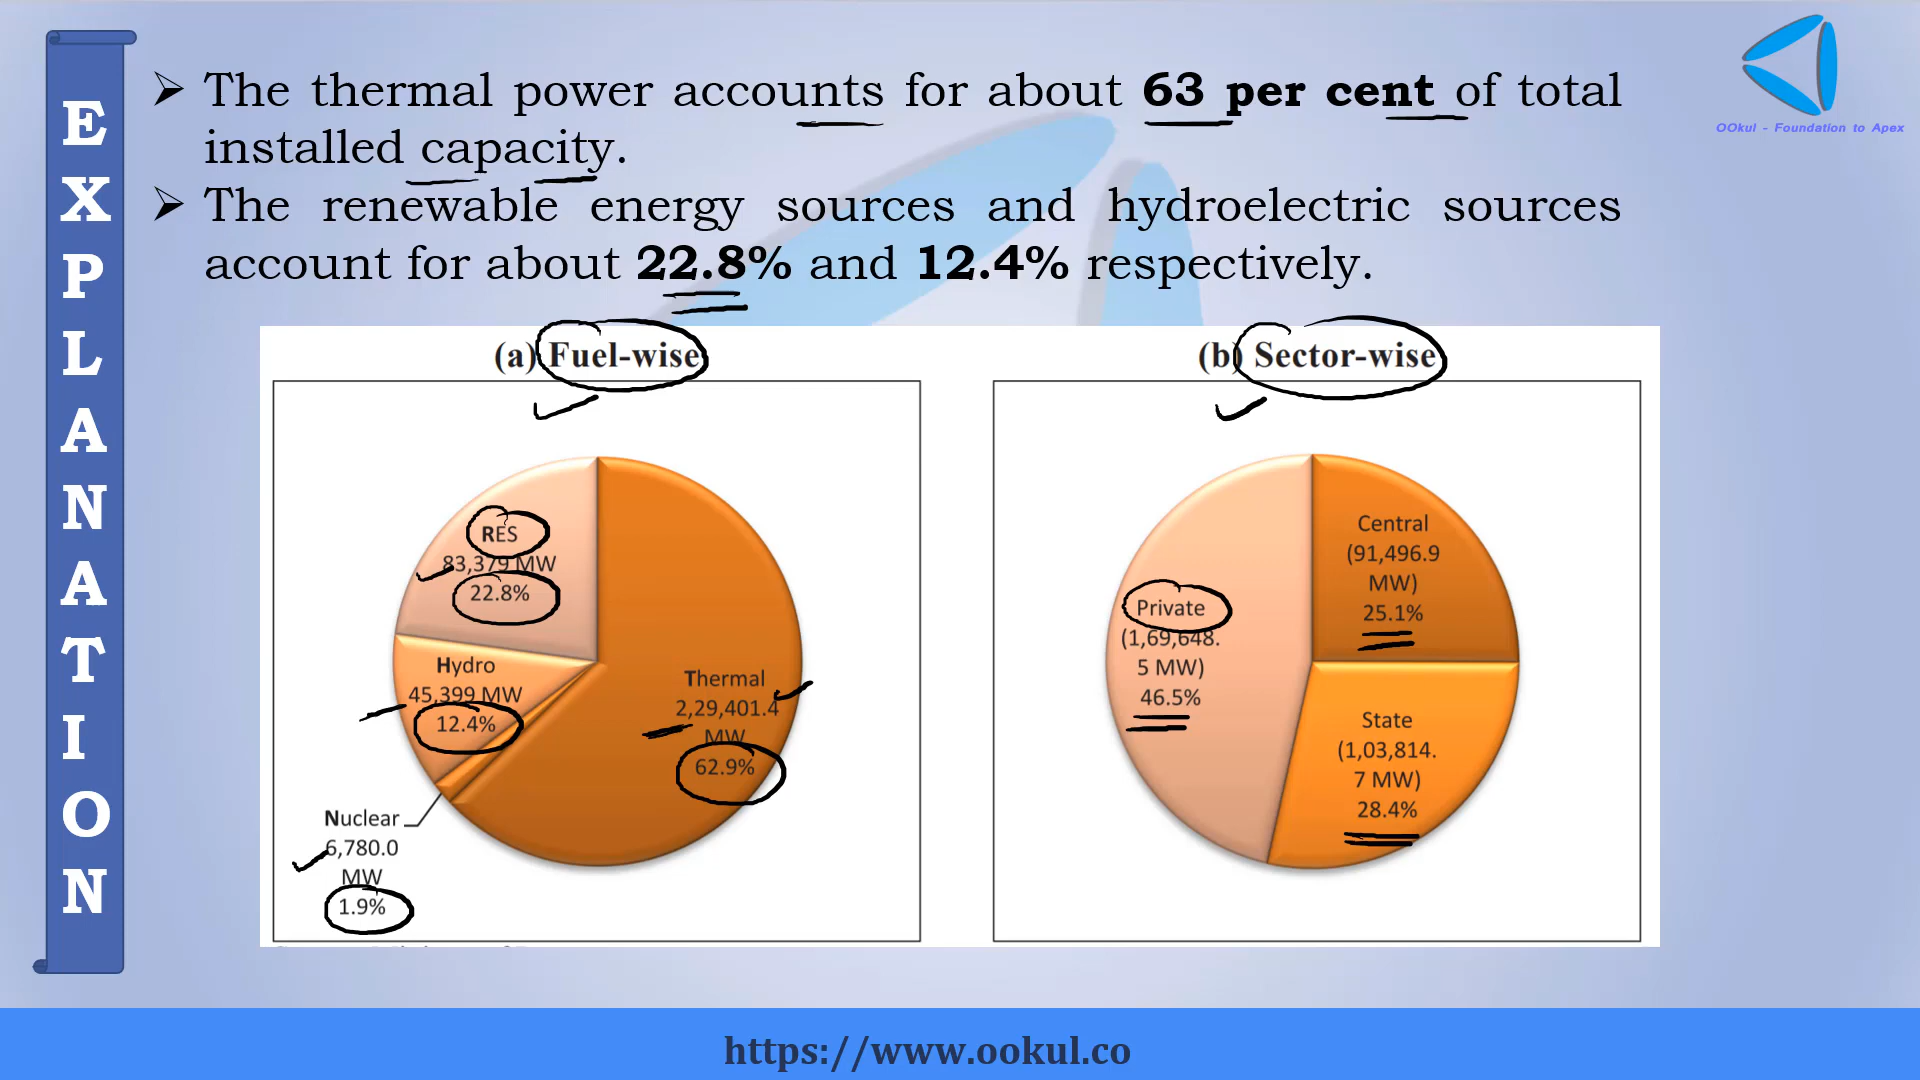 EXPLANATION
➢ The thermal power accounts for about 63 per cent of total
installed capacity.
➢ The renewable energy sources and hydroelectric sources
account for about 22.8% and 12.4% respectively.
OOkul - Foundation to Apex
(a) Fuel-wise
RES
83,379 MW
22.8%
Hydro
45,399 MW
12.4%
Thermal
2,29,401.4
MW
62.9%
Nuclear
6,780.0
MW
1.9%
(b) Sector-wise
Central
(91,496.9
MW)
25.1%
Private
(1,69,648.
5 MW)
46.5%
State
(1,03,814.
7 MW)
28.4%
https://www.ookul.co